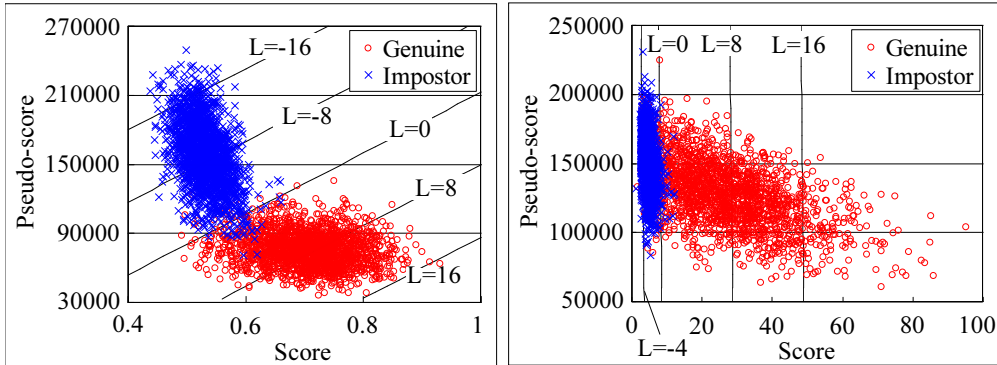 270000
210000
150000
90000
30000
Pseudo-score
L=-16
L=-8
L=0
L=8
L=16
Genuine
Impostor
0.4
0.6
0.8
1
Score
250000
200000
150000
100000
50000
Pseudo-score
L=0
L=8
L=16
Genuine
Impostor
0
20
40
60
80
100
L=-4
Score